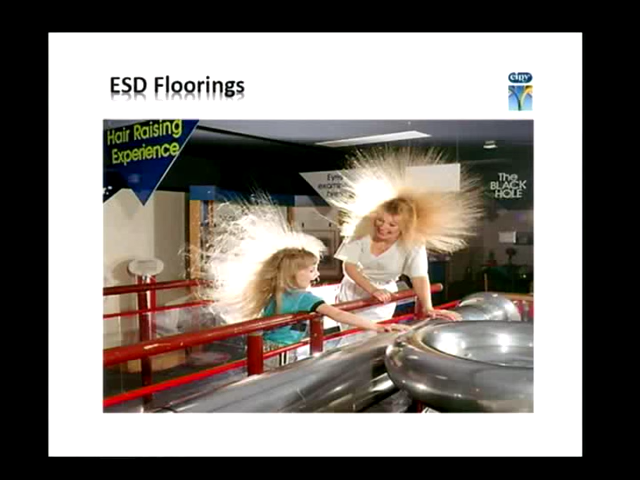 ESD Floorings
Hair Raising
Experience
The
BLACK
HOLE